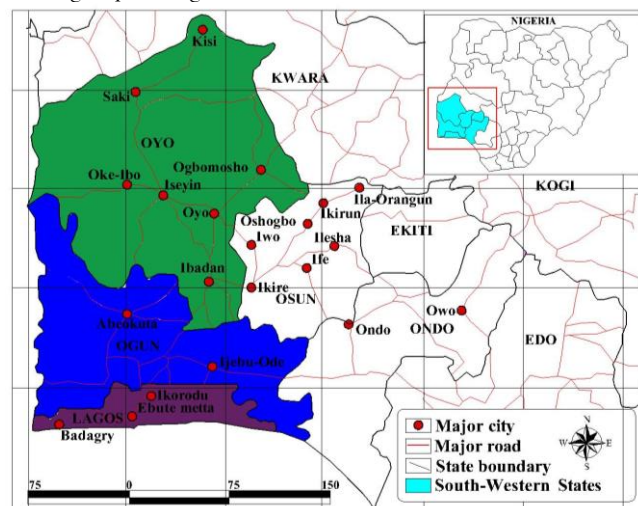 NIGERIA
Kisi
KWARA
Saki
OYO
Ogbomosho
Oke-Ibo
Iseyin
KOGI
Ila-Orangun
Oyo
Oshogbo
Ikirun
Iwo
Ilesha
EKITI
Ife
Ibadan
Ikire
OSUN
Abeokuta
Owo
Ondo
ONDO
OGUN
EDO
Ijebu-Ode
Ikorodu
Ebute metta
LAGOS
Badagry
Major city
Major road
State boundary
South-Western States
N
W
E
S
75
0
75
150